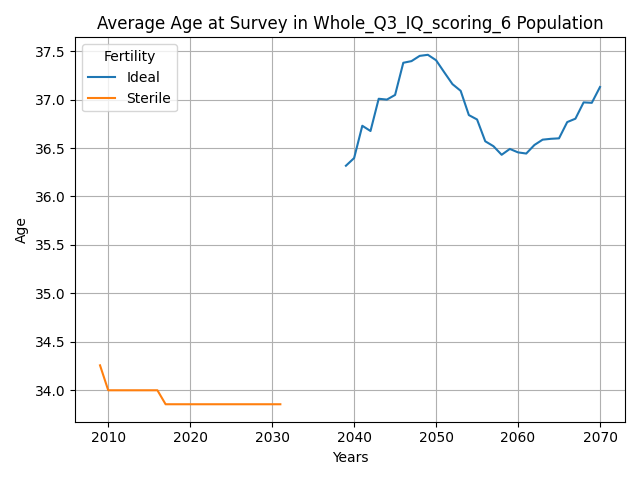 Average Age at Survey in Whole_Q3_IQ_scoring_6 Population
Fertility
Ideal
Sterile
37.5
37.0
36.5
36.0
35.5
35.0
34.5
34.0
Age
2010 2020 2030 2040 2050 2060 2070
Years